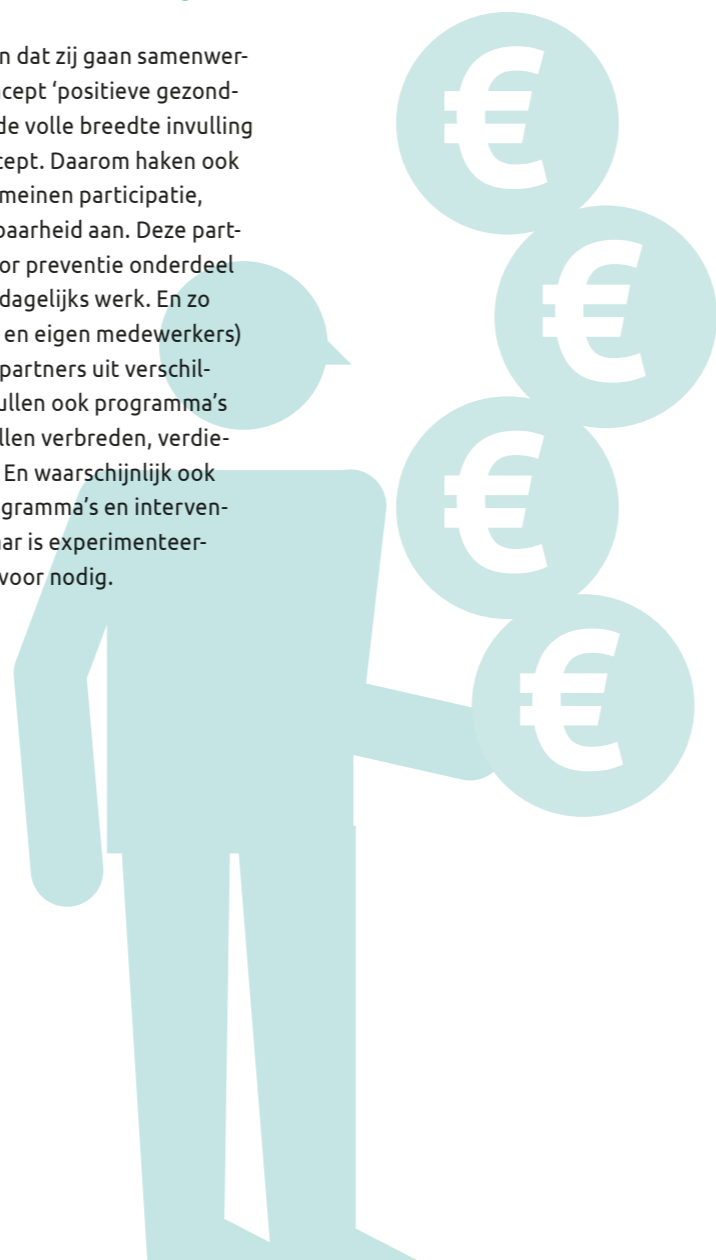 n dat zij gaan samenwer-
cept ‘positieve gezond-
de volle breedte invulling
cept. Daarom haken ook
meinen participatie,
baarheid aan. Deze part-
or preventie onderdeel
dagelijks werk. En zo
en eigen medewerkers)
partners uit verschil-
ullen ook programma’s
llen verbreden, verdie-
En waarschijnlijk ook
gramma’s en interven-
ar is experimenteer-
voor nodig.
€
€
€
€